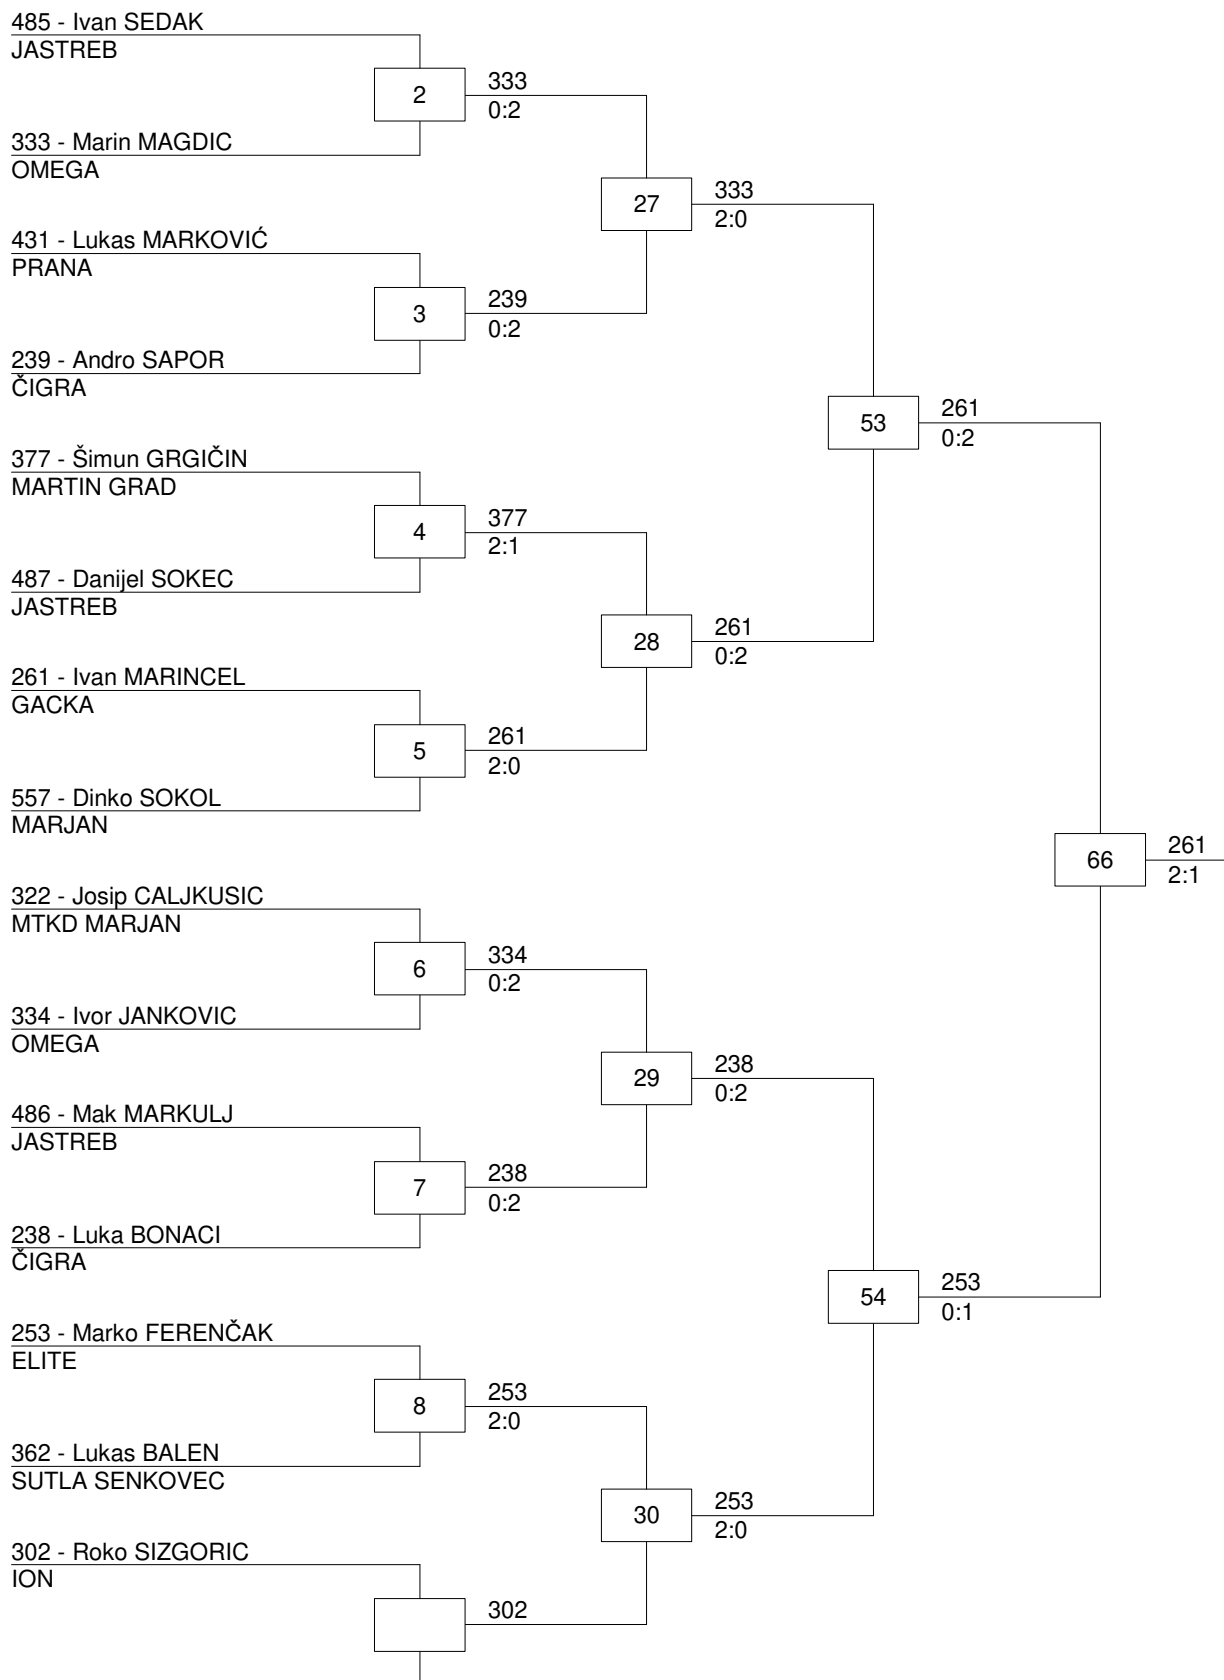 485 - Ivan SEDAK
JASTREB
2
333
0:2
333 - Marin MAGDIC
OMEGA
27
333
2:0
431 - Lukas MARKOVIĆ
PRANA
3
239
0:2
239 - Andro SAPOR
ČIGRA
53
261
0:2
377 - Šimun GRGIČIN
MARTIN GRAD
4
377
2:1
487 - Danijel SOKEC
JASTREB
28
261
0:2
261 - Ivan MARINCEL
GACKA
5
261
2:0
557 - Dinko SOKOL
MARJAN
66
261
2:1
322 - Josip CALJKUSIC
MTKD MARJAN
6
334
0:2
334 - Ivor JANKOVIC
OMEGA
29
238
0:2
486 - Mak MARKULJ
JASTREB
7
238
0:2
238 - Luka BONACI
ČIGRA
54
253
0:1
253 - Marko FERENČAK
ELITE
8
253
2:0
362 - Lukas BALEN
SUTLA SENKOVEC
30
253
2:0
302 - Roko SIZGORIC
ION
302